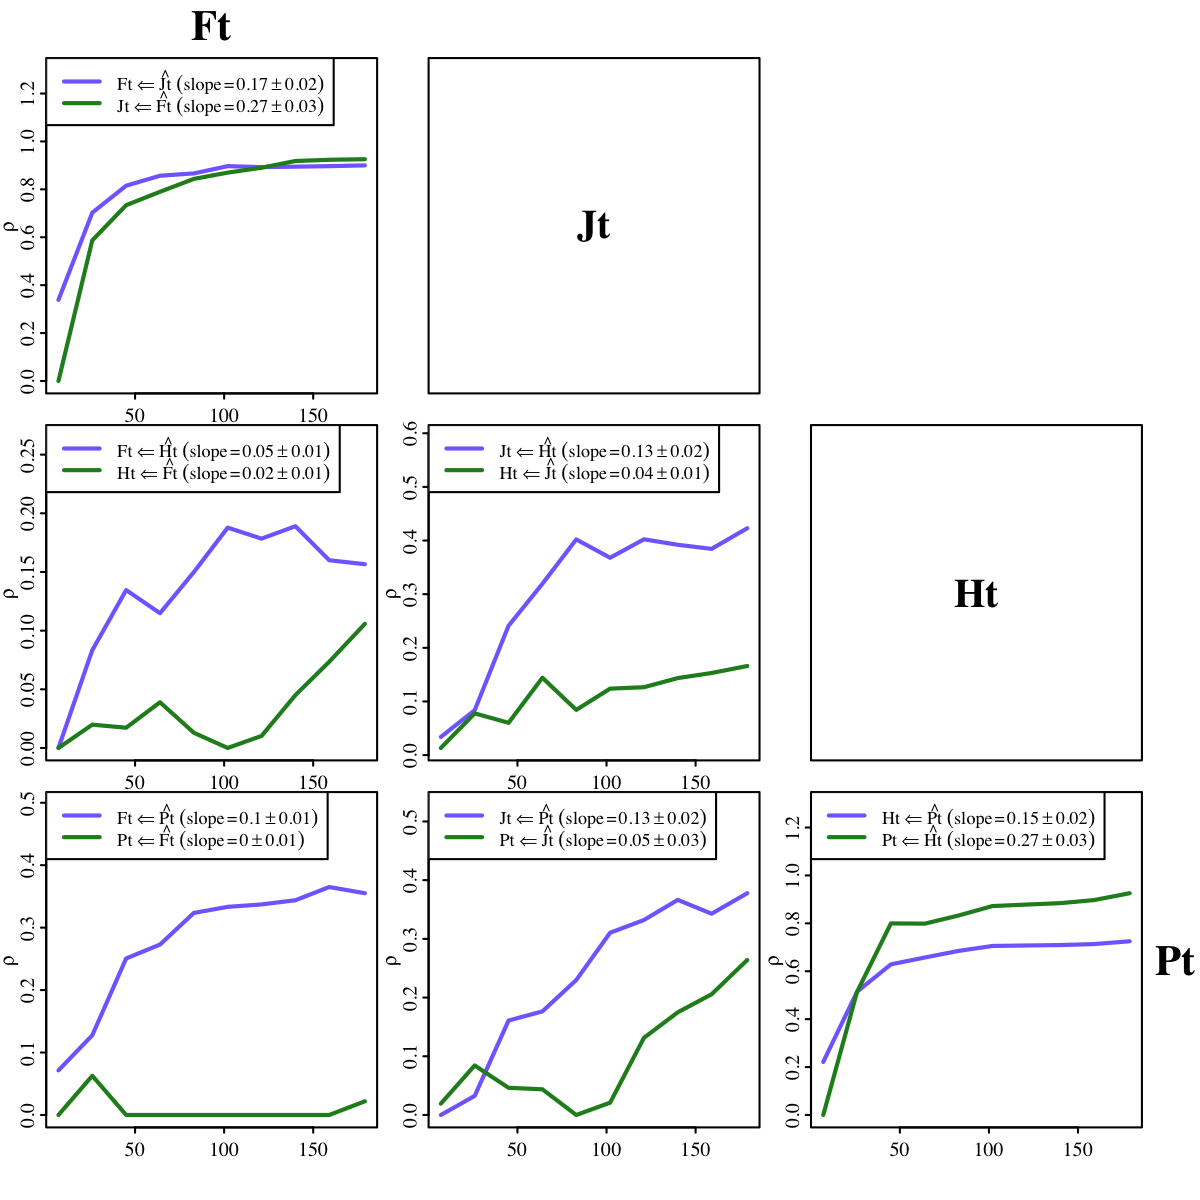 Ft
Ft ⇐ Ĵt (slope = 0.17 ± 0.02)
Jt ⇐ F̂t (slope = 0.27 ± 0.03)
ρ
0.0 0.2 0.4 0.6 0.8 1.0 1.2
50 100 150
Jt
Ft ⇐ Ĥt (slope = 0.05 ± 0.01)
Ht ⇐ F̂t (slope = 0.02 ± 0.01)
ρ
0.00 0.05 0.10 0.15 0.20 0.25
50 100 150
Jt ⇐ Ĥt (slope = 0.13 ± 0.02)
Ht ⇐ Ĵt (slope = 0.04 ± 0.01)
ρ
0.0 0.1 0.2 0.3 0.4 0.5 0.6
50 100 150
Ht
Ft ⇐ P̂t (slope = 0.1 ± 0.01)
Pt ⇐ F̂t (slope = 0 ± 0.01)
ρ
0.0 0.1 0.2 0.3 0.4 0.5
50 100 150
Jt ⇐ P̂t (slope = 0.13 ± 0.02)
Pt ⇐ Ĵt (slope = 0.05 ± 0.03)
ρ
0.0 0.1 0.2 0.3 0.4 0.5
50 100 150
Ht ⇐ P̂t (slope = 0.15 ± 0.02)
Pt ⇐ Ĥt (slope = 0.27 ± 0.03)
ρ
0.0 0.2 0.4 0.6 0.8 1.0 1.2
50 100 150
Pt